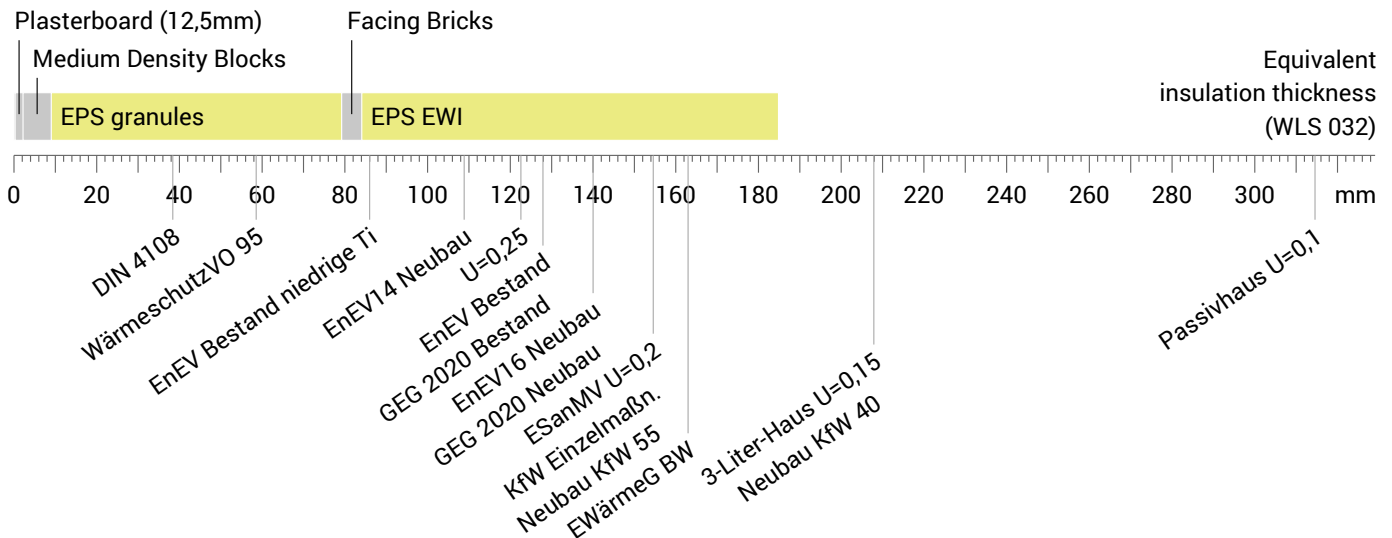 Plasterboard (12,5mm)
Facing Bricks
Medium Density Blocks
Equivalent
insulation thickness
(WLS 032)
EPS granules
EPS EWI
0 20 40 60 80 100 120 140 160 180 200 220 240 260 280 300 mm
DIN 4108
WärmeschutzVO 95
EnEV Bestand niedrige Ti
EnEV14 Neubau
U=0,25
EnEV Bestand
GEG 2020 Bestand
EnEV16 Neubau
GEG 2020 Neubau
ESanMV U=0,2
KfW Einzelmaßn.
Neubau KfW 55
EWärmeG BW
3-Liter-Haus U=0,15
Neubau KfW 40
Passivhaus U=0,1